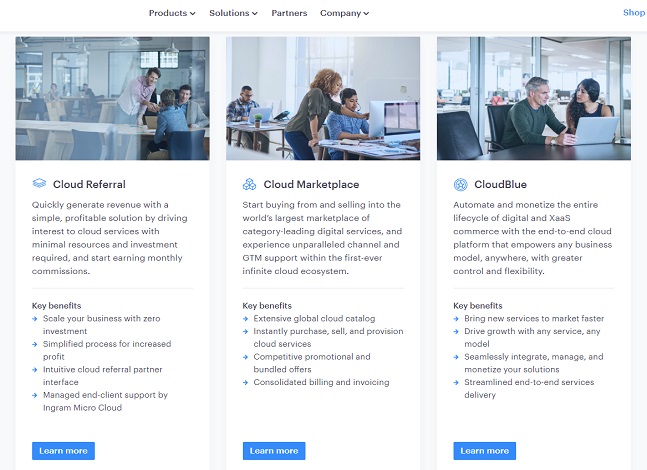 Products Solutions Partners Company Shop
Cloud Referral
Quickly generate revenue with a
simple, profitable solution by driving
interest to cloud services with
minimal resources and investment
required, and start earning monthly
commissions.
Key benefits
Scale your business with zero
investment
Simplified process for increased
profit
Intuitive cloud referral partner
interface
Managed end-client support by
Ingram Micro Cloud
Learn more
Cloud Marketplace
Start buying from and selling into the
world's largest marketplace of
category-leading digital services, and
experience unparalleled channel and
GTM support within the first-ever
infinite cloud ecosystem.
Key benefits
Extensive global cloud catalog
Instantly purchase, sell, and provision
cloud services
Competitive promotional and
bundled offers
Consolidated billing and invoicing
Learn more
CloudBlue
Automate and monetize the entire
lifecycle of digital and XaaS
commerce with the end-to-end cloud
platform that empowers any business
model, anywhere, with greater
control and flexibility.
Key benefits
Bring new services to market faster
Drive growth with any service, any
model
Seamlessly integrate, manage, and
monetize your solutions
Streamlined end-to-end services
delivery
Learn more